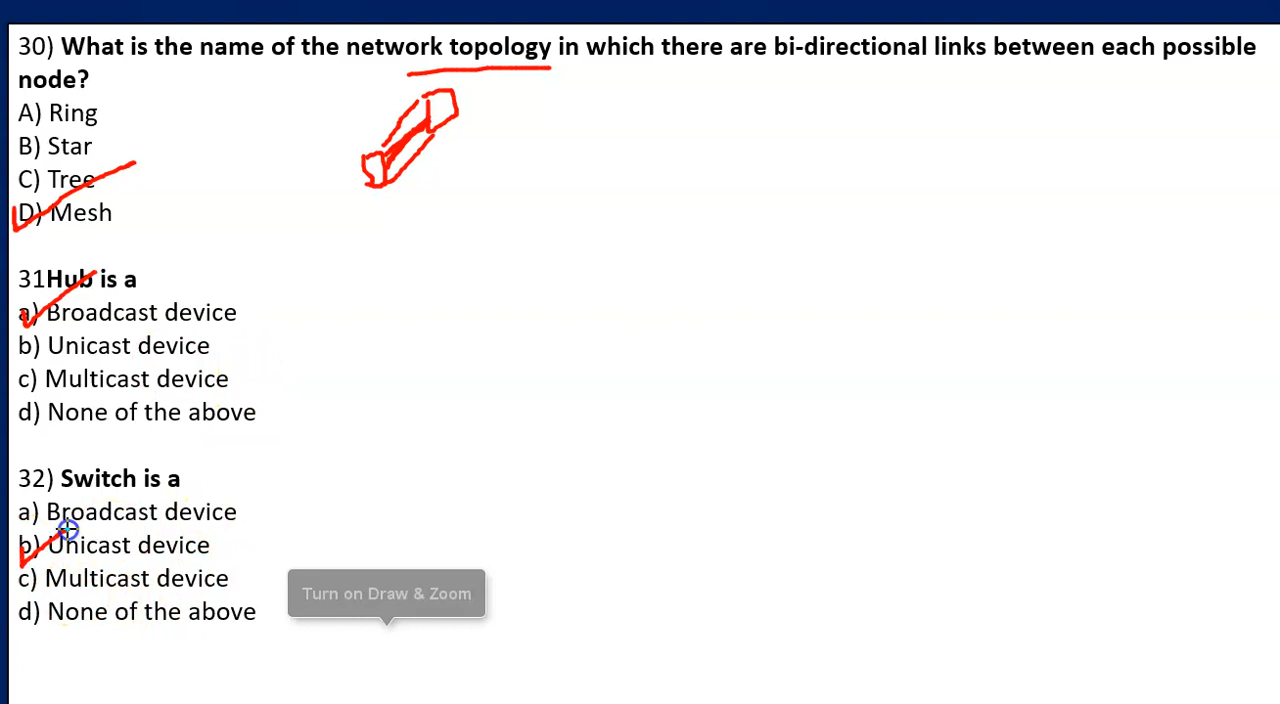 30) What is the name of the network topology in which there are bi-directional links between each possible
node?
A) Ring
B) Star
C) Tree
D) Mesh
31Hub is a
a) Broadcast device
b) Unicast device
c) Multicast device
d) None of the above
32) Switch is a
a) Broadcast device
b) Unicast device
c) Multicast device
d) None of the above
Turn on Draw & Zoom